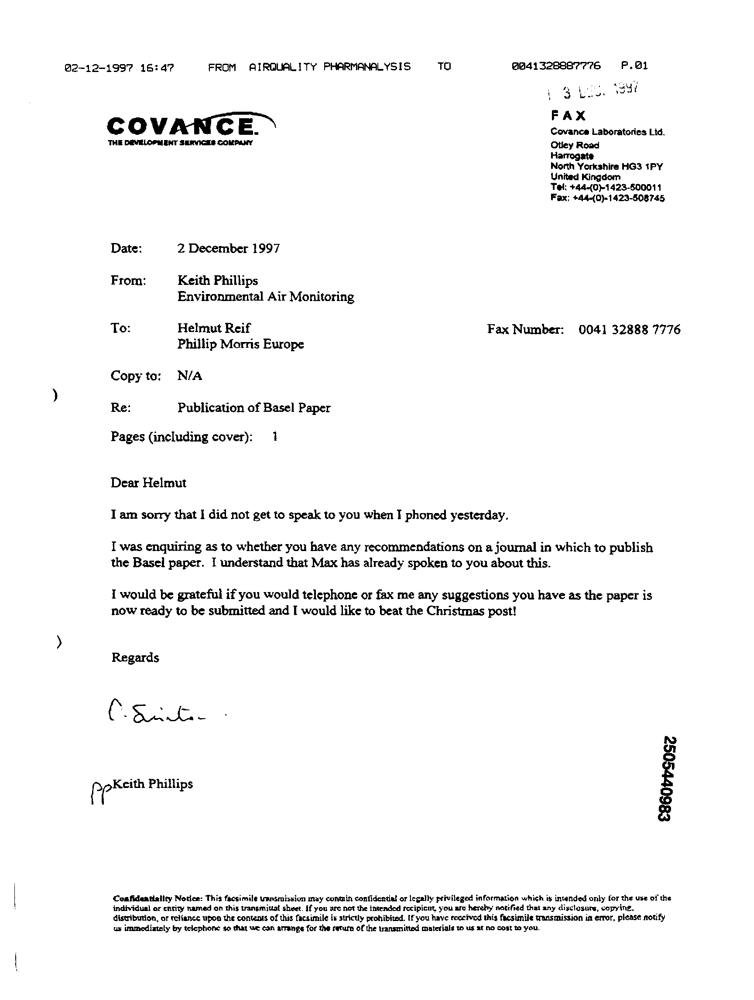 02-12-1997 16:47 FROM AIRQUALITY PHARMANALYSIS TO 0041328887776 P.01
3 1997
COVANCE.
THE DEVELOPMENT SERVICES COMPANY
FAX
Covance Laboratories Ltd.
Otley Road
Harrogate
North Yorkshire HG3 1PY
United Kingdom
Tel: +44-(0)-1423-500011
Fax: +44-(0)-1423-508745
Date: 2 December 1997
From: Keith Phillips
Environmental Air Monitoring
To: Helmut Reif Fax Number: 0041 32888 7776
Phillip Morris Europe
Copy to: N/A
Re: Publication of Basel Paper
Pages (including cover): 1
Dear Helmut
I am sorry that I did not get to speak to you when I phoned yesterday.
I was enquiring as to whether you have any recommendations on a journal in which to publish
the Basel paper. I understand that Max has already spoken to you about this.
I would be grateful if you would telephone or fax me any suggestions you have as the paper is
now ready to be submitted and I would like to beat the Christmas post!
Regards
pp Keith Phillips
2505440983
Confidentiality Notice: This facsimile transmission may contain confidential or legally privileged information which is intended only for the use of the
individual or entity named on this transmittal sheet. If you are not the intended recipient, you are hereby notified that any disclosure, copying,
distribution, or reliance upon the contents of this facsimile is strictly prohibited. If you have received this facsimile transmission in error, please notify
us immediately by telephone so that we can arrange for the return of the transmitted materials to us at no cost to you.